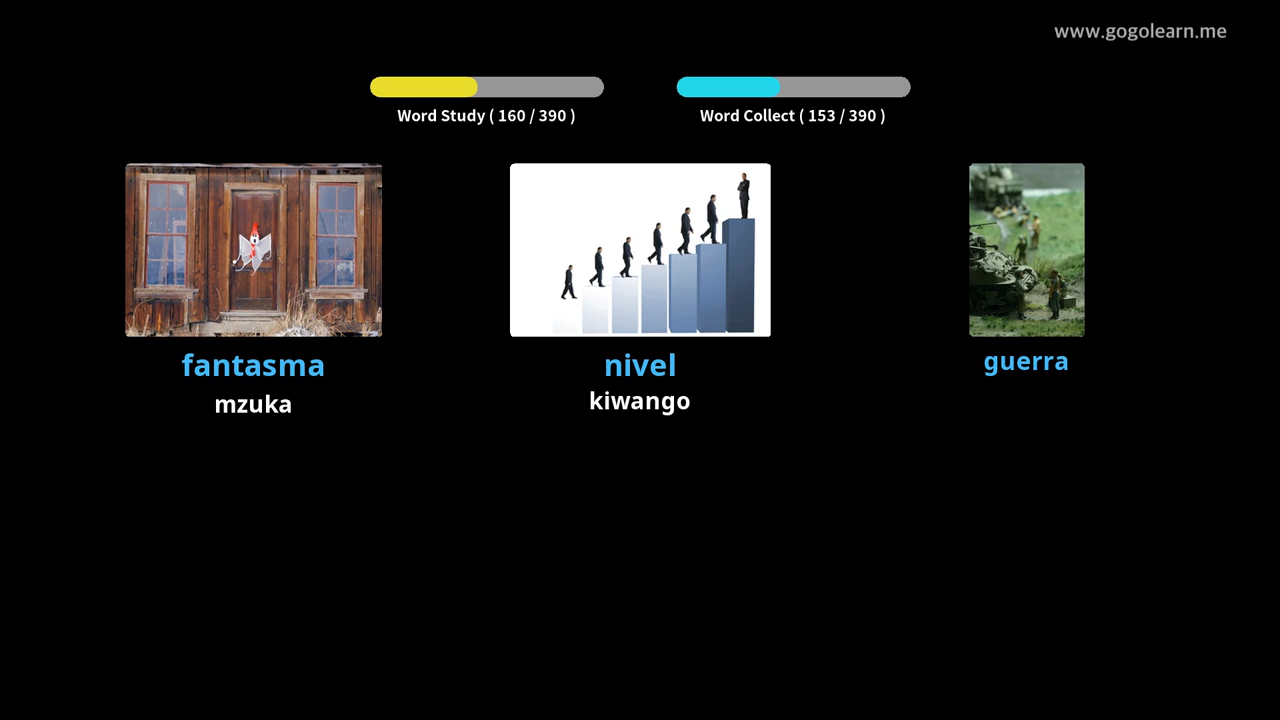 www.gogolearn.me
Word Study ( 160 / 390 )
Word Collect ( 153 / 390 )
fantasma
mzuka
nivel
kiwango
guerra